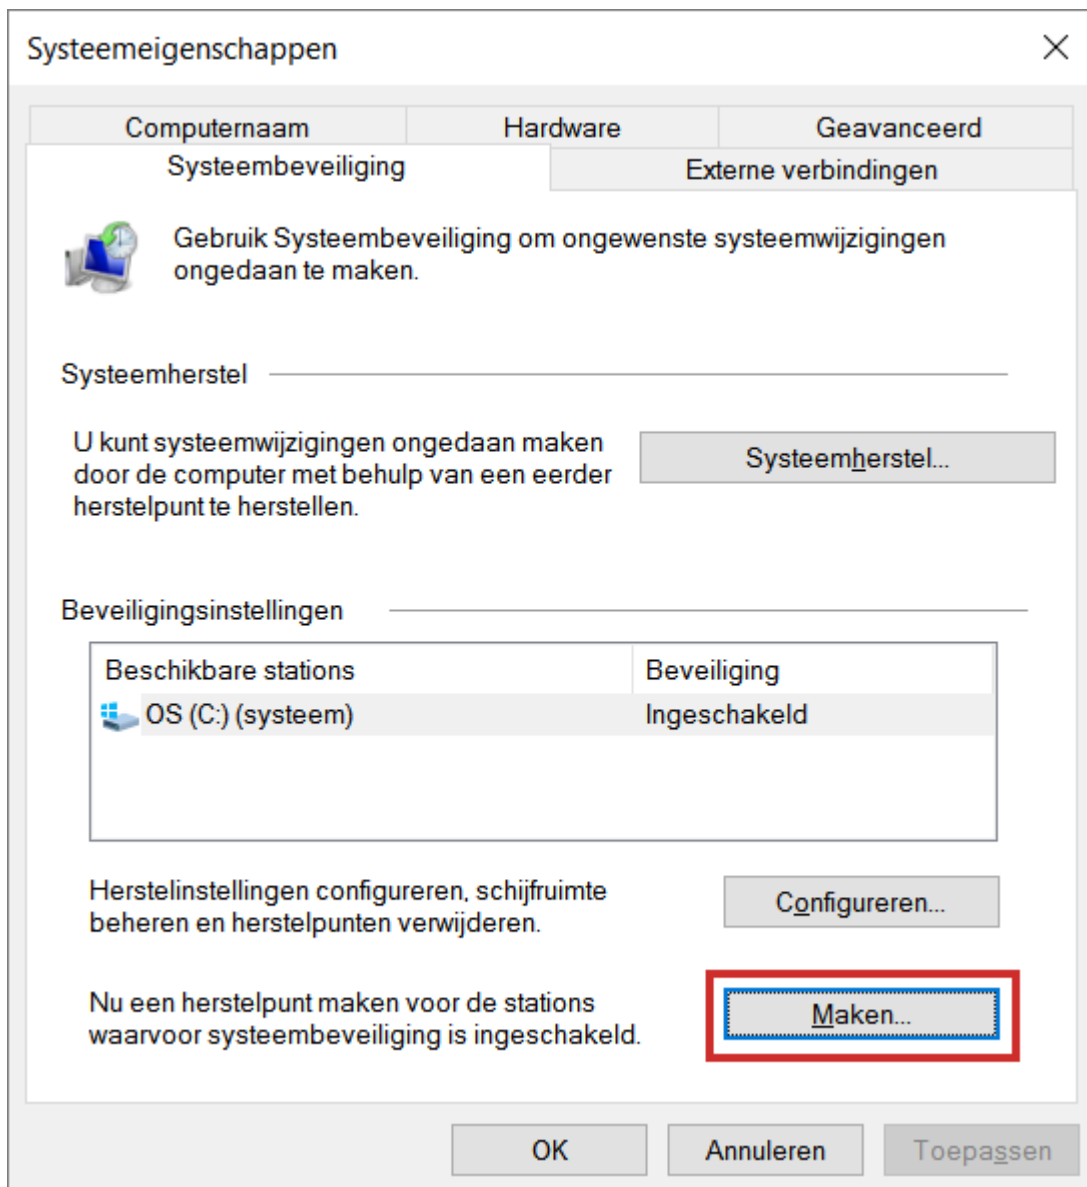 Systeemeigenschappen
Computernaam
Hardware
Geavanceerd
Systeembeveiliging
Externe verbindingen
Gebruik Systeembeveiliging om ongewenste systeemwijzigingen
ongedaan te maken.
Systeemherstel
U kunt systeemwijzigingen ongedaan maken
door de computer met behulp van een eerder
herstelpunt te herstellen.
Systeemherstel...
Beveiligingsinstellingen
Beschikbare stations
Beveiliging
OS (C:) (systeem)
Ingeschakeld
Herstelinstellingen configureren, schijfruimte
beheren en herstelpunten verwijderen.
Configureren...
Nu een herstelpunt maken voor de stations
waarvoor systeembeveiliging is ingeschakeld.
Maken...
OK
Annuleren
Toepassen